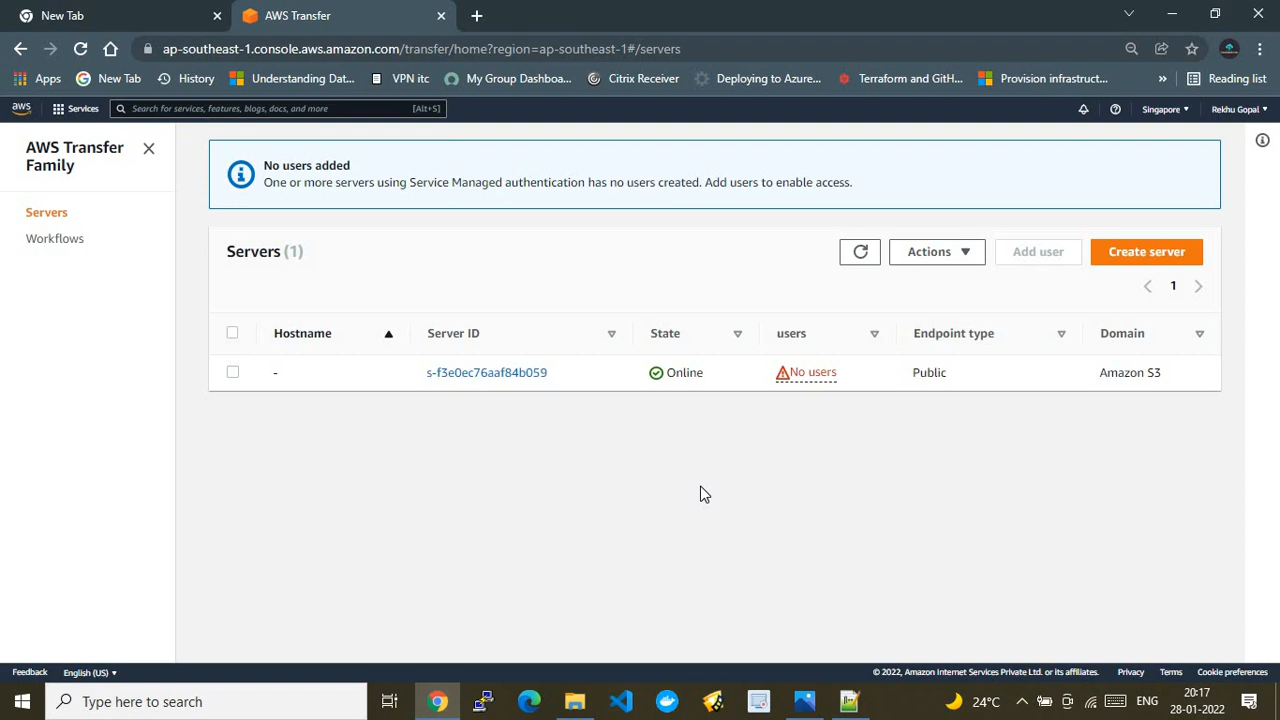 New Tab
AWS Transfer
ap-southeast-1.console.aws.amazon.com/transfer/home?region=ap-southeast-1#/servers
Apps
New Tab
History
Understanding Dat...
VPN itc
My Group Dashboa...
Citrix Receiver
Deploying to Azure...
Terraform and GitH...
Provision infrastruct...
»
Reading list
aws
Services
Search for services, features, blogs, docs, and more
[Alt+S]
Singapore
Rekhu Gopal
AWS Transfer
Family
Servers
Workflows
No users added
One or more servers using Service Managed authentication has no users created. Add users to enable access.
Servers (1)
Actions
Add user
Create server
1
Hostname
Server ID
State
users
Endpoint type
Domain
-
s-f3e0ec76aaf84b059
Online
No users
Public
Amazon S3
Feedback
English (US)
© 2022, Amazon Internet Services Private Ltd. or its affiliates.
Privacy
Terms
Cookie preferences
Type here to search
24°C
ENG
20:17
28-01-2022